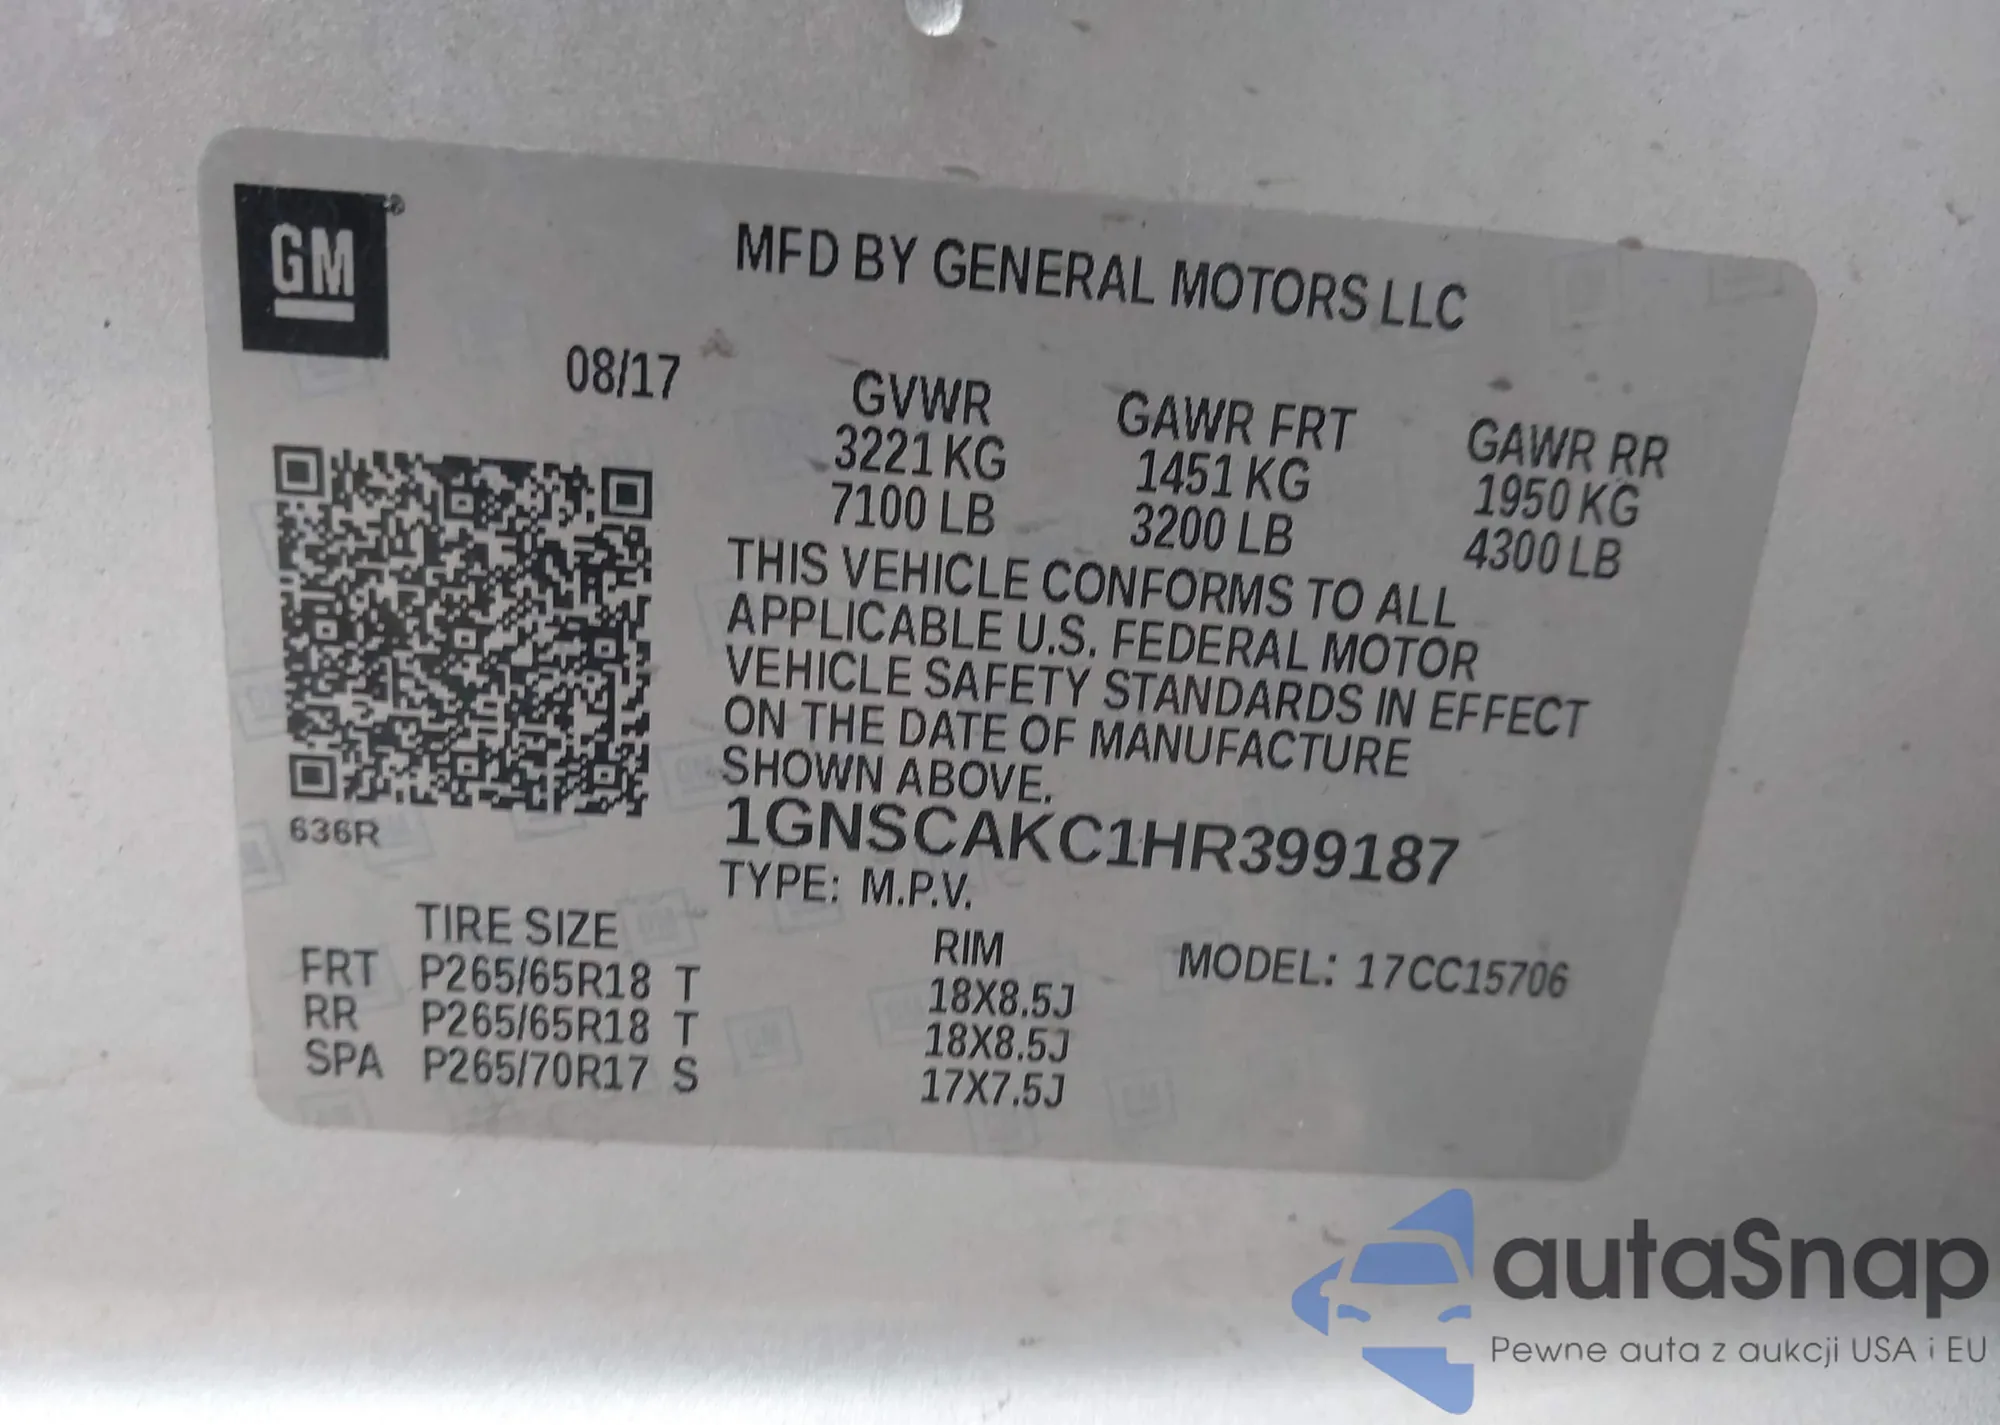 GM®
MFD BY GENERAL MOTORS LLC
08/17
GVWR GAWR FRT GAWR RR
3221 KG 1451 KG 1950 KG
7100 LB 3200 LB 4300 LB
THIS VEHICLE CONFORMS TO ALL
APPLICABLE U.S. FEDERAL MOTOR
VEHICLE SAFETY STANDARDS IN EFFECT
ON THE DATE OF MANUFACTURE
SHOWN ABOVE.
1GNSCAKC1HR399187
636R
TYPE: M.P.V.
TIRE SIZE RIM MODEL: 17CC15706
FRT P265/65R18 T 18X8.5J
RR P265/65R18 T 18X8.5J
SPA P265/70R17 S 17X7.5J
autaSnap
Pewne auta z aukcji USA i EU